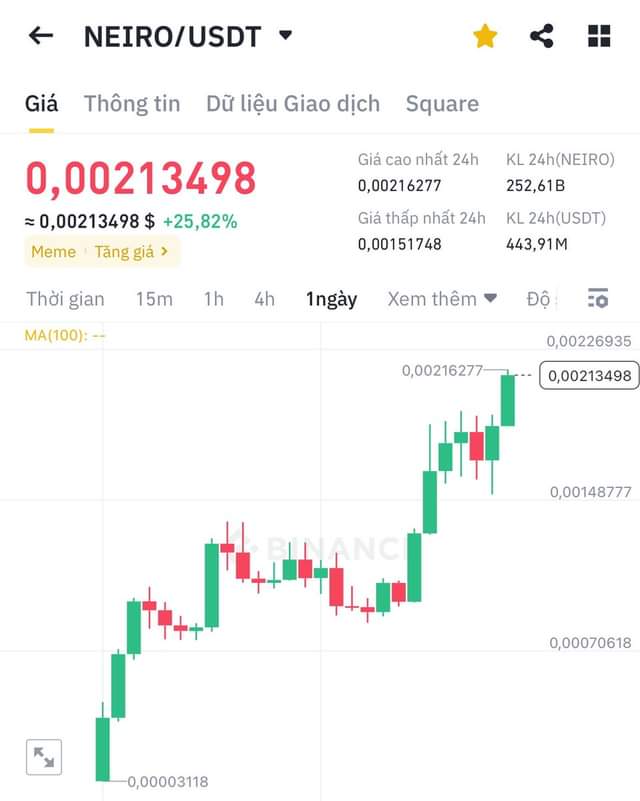 NEIRO/USDT
Giá Thông tin Dữ liệu Giao dịch Square
0,00213498
≈ 0,00213498 $ +25,82%
Meme Tăng giá
Giá cao nhất 24h
0,00216277
KL 24h(NEIRO)
252,61B
Giá thấp nhất 24h
0,00151748
KL 24h(USDT)
443,91M
Thời gian 15m 1h 4h 1ngày Xem thêm Độ
MA(100): --
0,00226935
0,00216277
0,00213498
0,00148777
BINANCE
0,00070618
0,00003118